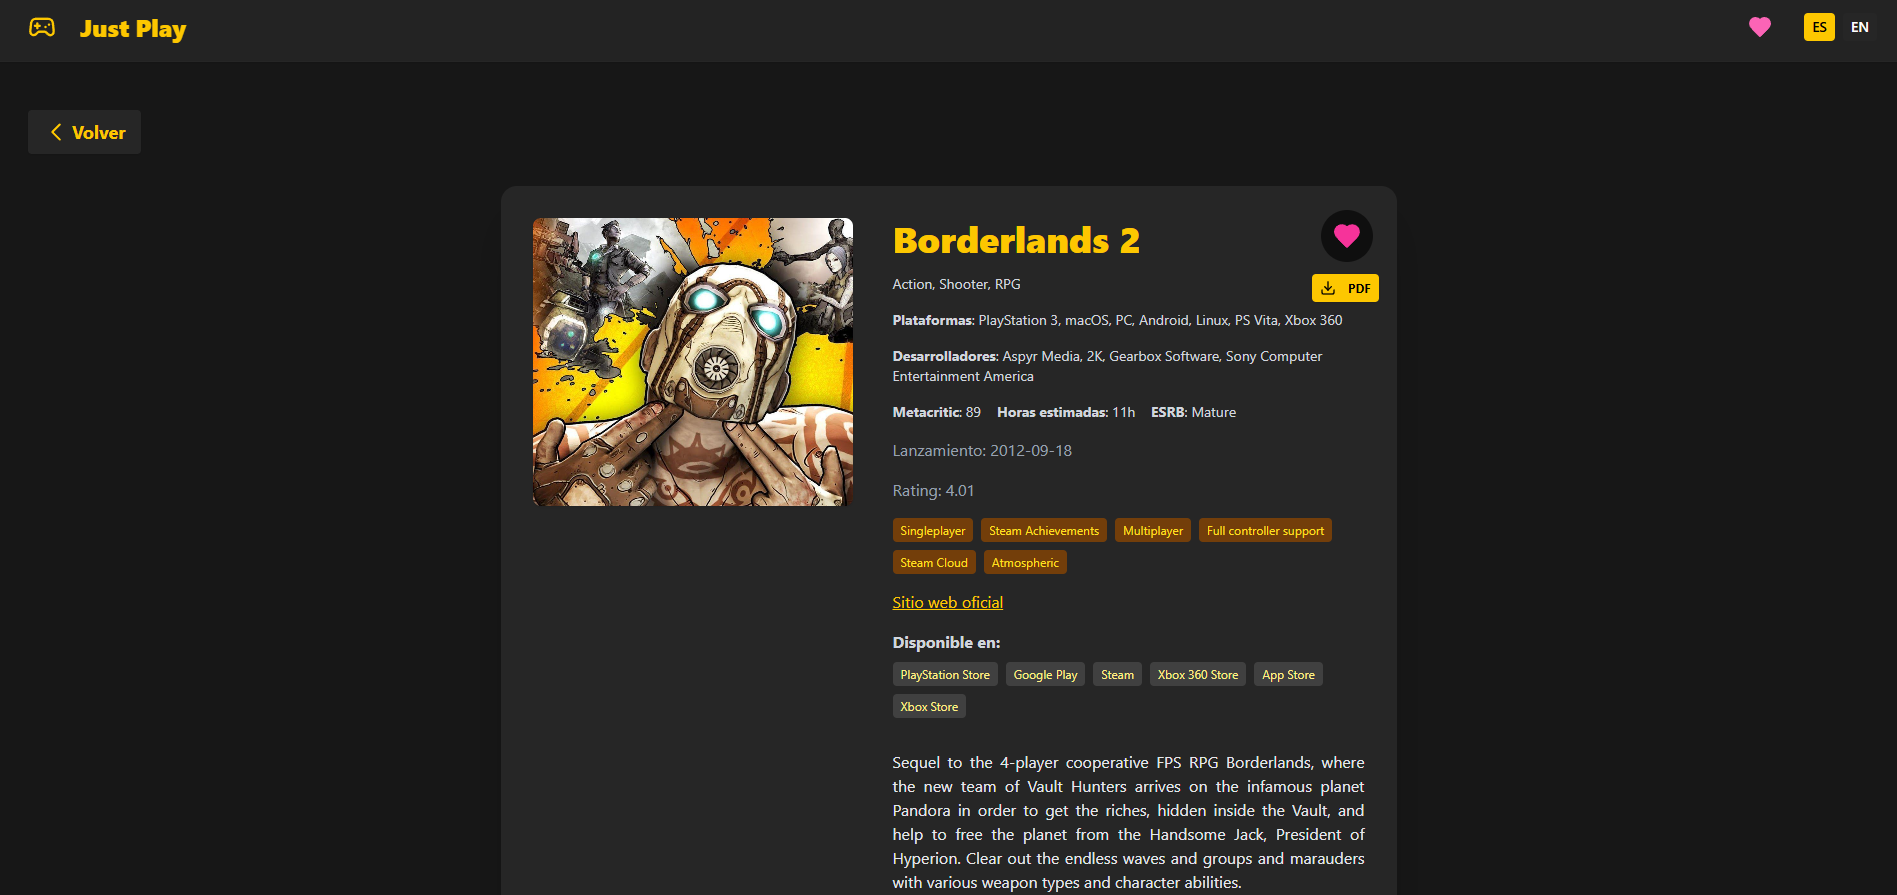 Just Play
ES
EN
Volver
Borderlands 2
Action, Shooter, RPG
PDF
Plataformas: PlayStation 3, macOS, PC, Android, Linux, PS Vita, Xbox 360
Desarrolladores: Aspyr Media, 2K, Gearbox Software, Sony Computer
Entertainment America
Metacritic: 89 Horas estimadas: 11h ESRB: Mature
Lanzamiento: 2012-09-18
Rating: 4.01
Singleplayer Steam Achievements Multiplayer Full controller support
Steam Cloud Atmospheric
Sitio web oficial
Disponible en:
PlayStation Store Google Play Steam Xbox 360 Store App Store
Xbox Store
Sequel to the 4-player cooperative FPS RPG Borderlands, where
the new team of Vault Hunters arrives on the infamous planet
Pandora in order to get the riches, hidden inside the Vault, and
help to free the planet from the Handsome Jack, President of
Hyperion. Clear out the endless waves and groups and marauders
with various weapon types and character abilities.